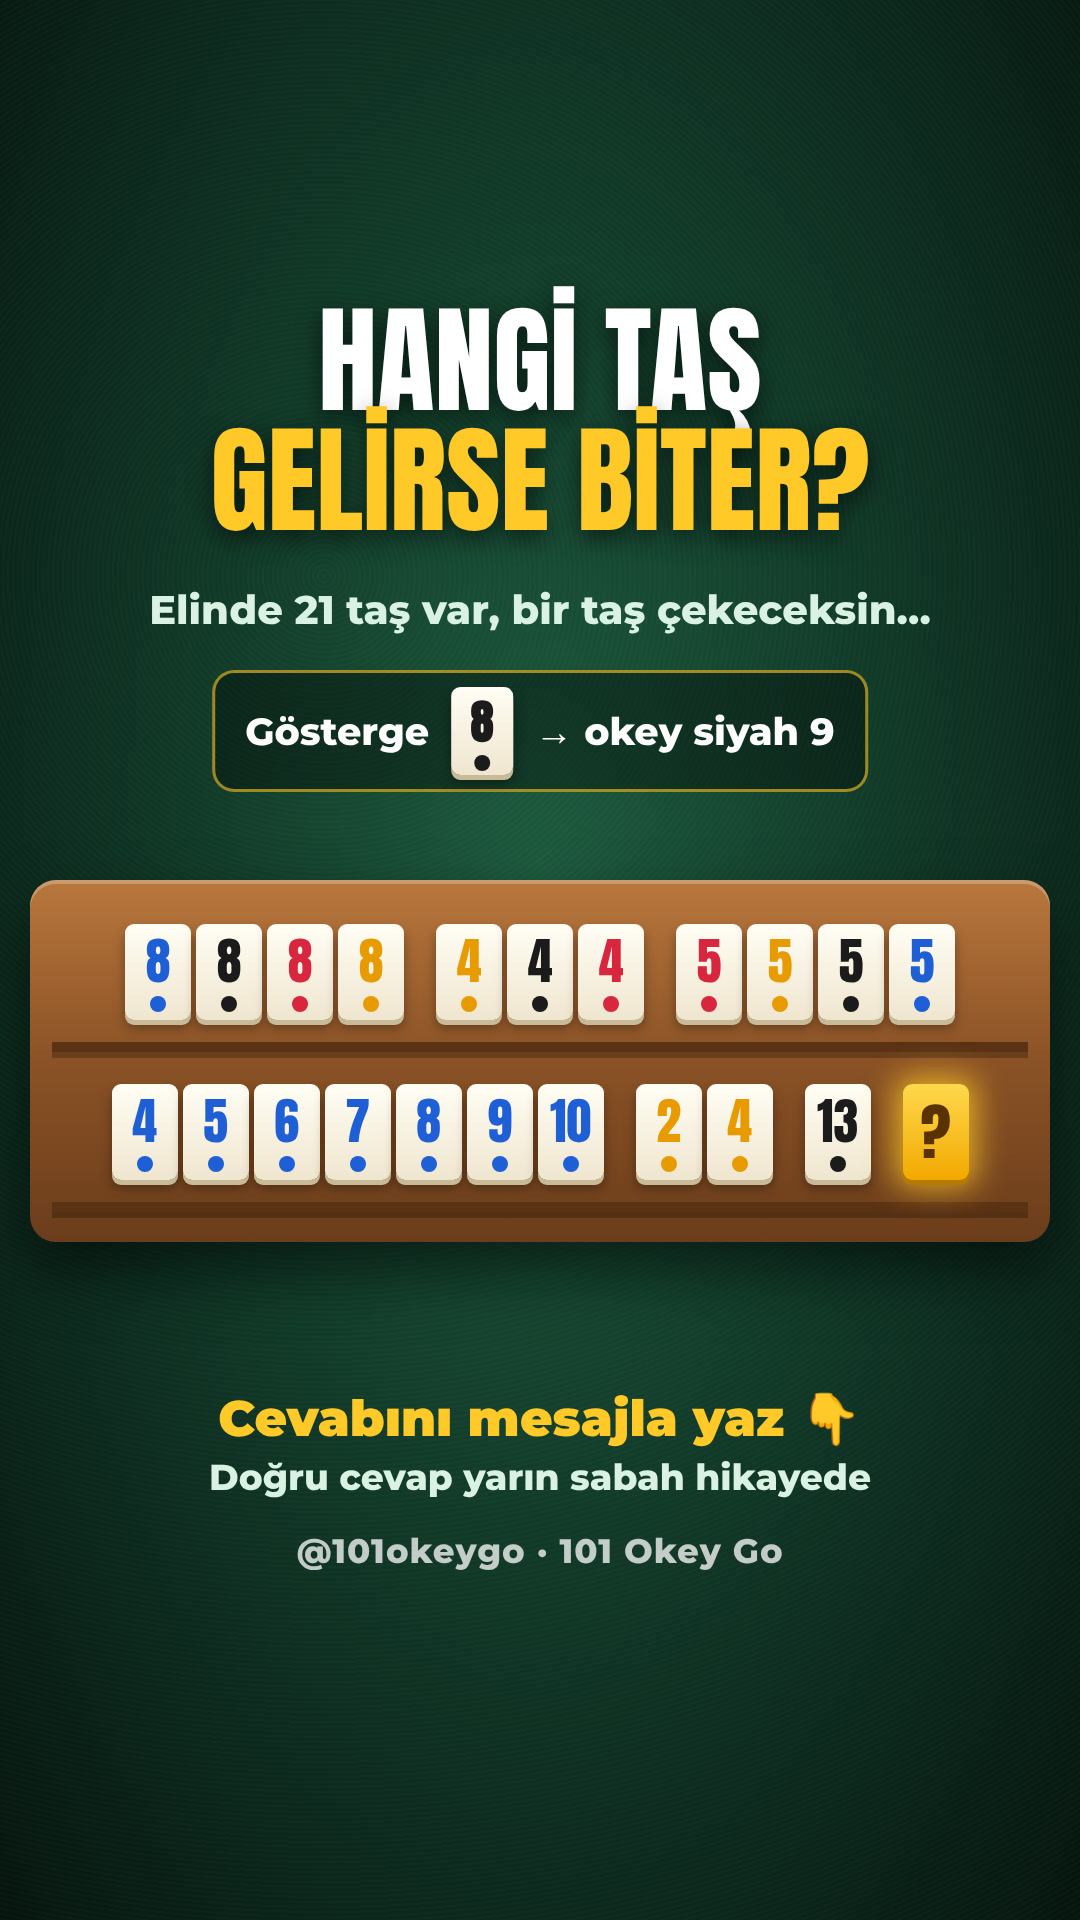 HANGİ TAŞ
GELİRSE BİTER?
Elinde 21 taş var, bir taş çekeceksin...
Gösterge 8 → okey siyah 9
8 8 8 8 4 4 4 5 5 5 5
4 5 6 7 8 9 10 2 4 13 ?
Cevabını mesajla yaz 👇
Doğru cevap yarın sabah hikayede
@101okeygo · 101 Okey Go